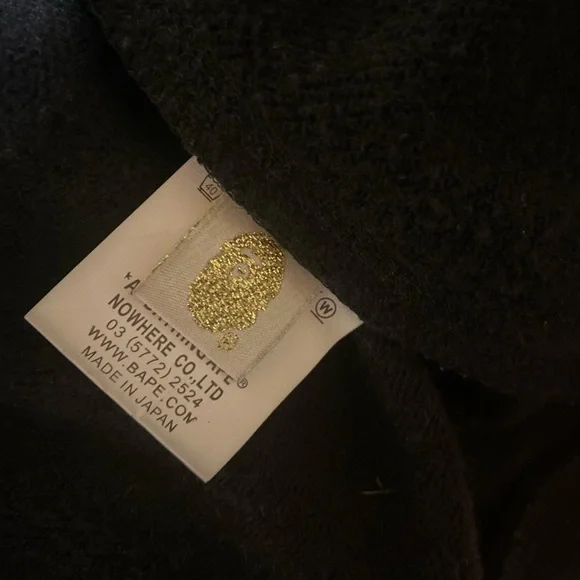 40
W
NOWHERE CO.,LTD
03 (5772) 2524
WWW.BAPE.COM
MADE IN JAPAN